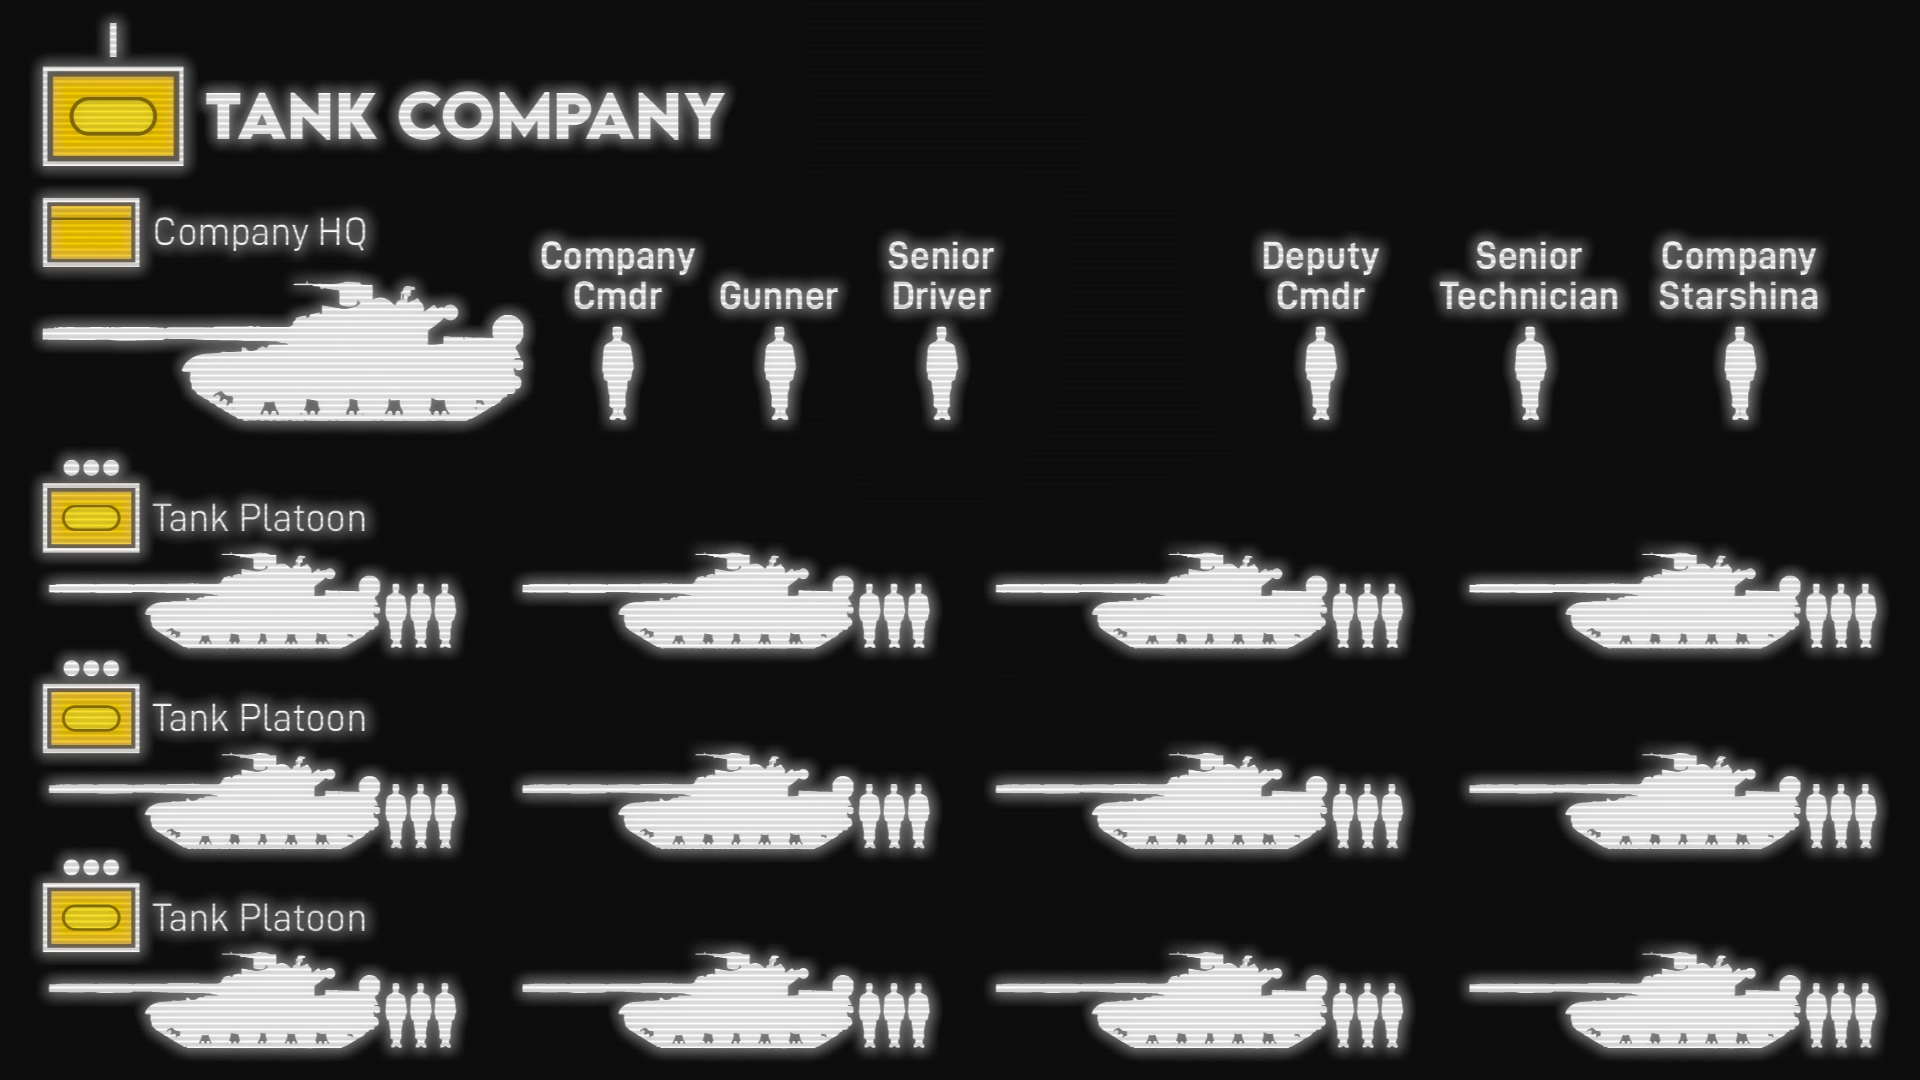 TANK COMPANY
Company HQ
Company
Cmdr
Gunner
Senior
Driver
Deputy
Cmdr
Senior
Technician
Company
Starshina
Tank Platoon
Tank Platoon
Tank Platoon